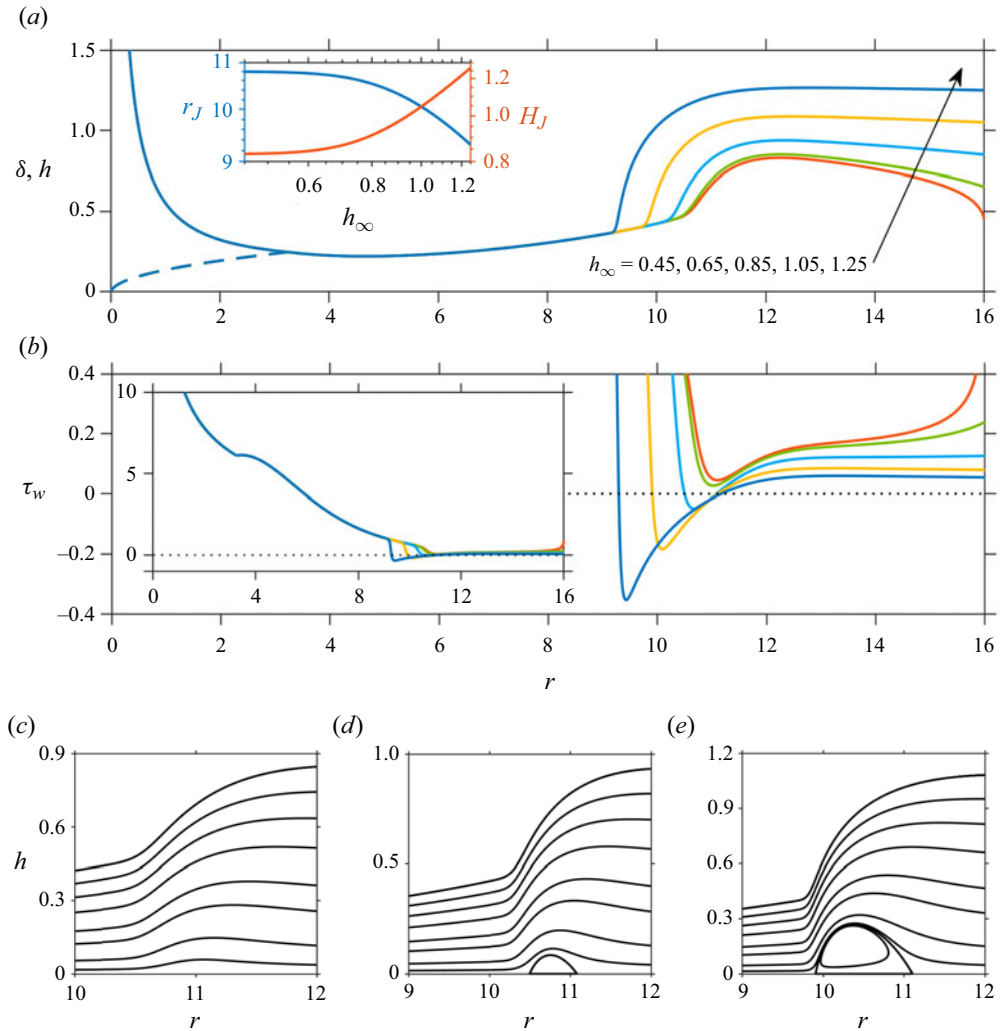 (a)
1.5
1.0
0.5
0
δ, h
11
10
9
r_J
1.2
1.0
0.8
H_J
0.6 0.8 1.0 1.2
h_∞
h_∞ = 0.45, 0.65, 0.85, 1.05, 1.25
0 2 4 6 8 10 12 14 16
(b)
0.4
0.2
0
–0.2
–0.4
τ_w
10
5
0
0 4 8 12 16
0 2 4 6 8 10 12 14 16
r
(c)
0.9
0.6
0.3
0
h
10 11 12
r
(d)
1.0
0.5
0
9 10 11 12
r
(e)
1.2
0.9
0.6
0.3
0
9 10 11 12
r